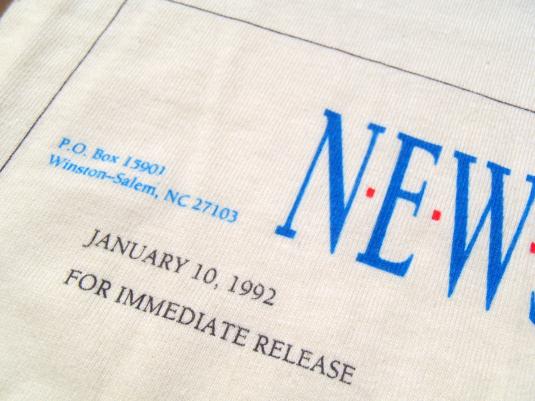 P.O. Box 15901
Winston-Salem, NC 27103
N·E·W·S
JANUARY 10, 1992
FOR IMMEDIATE RELEASE